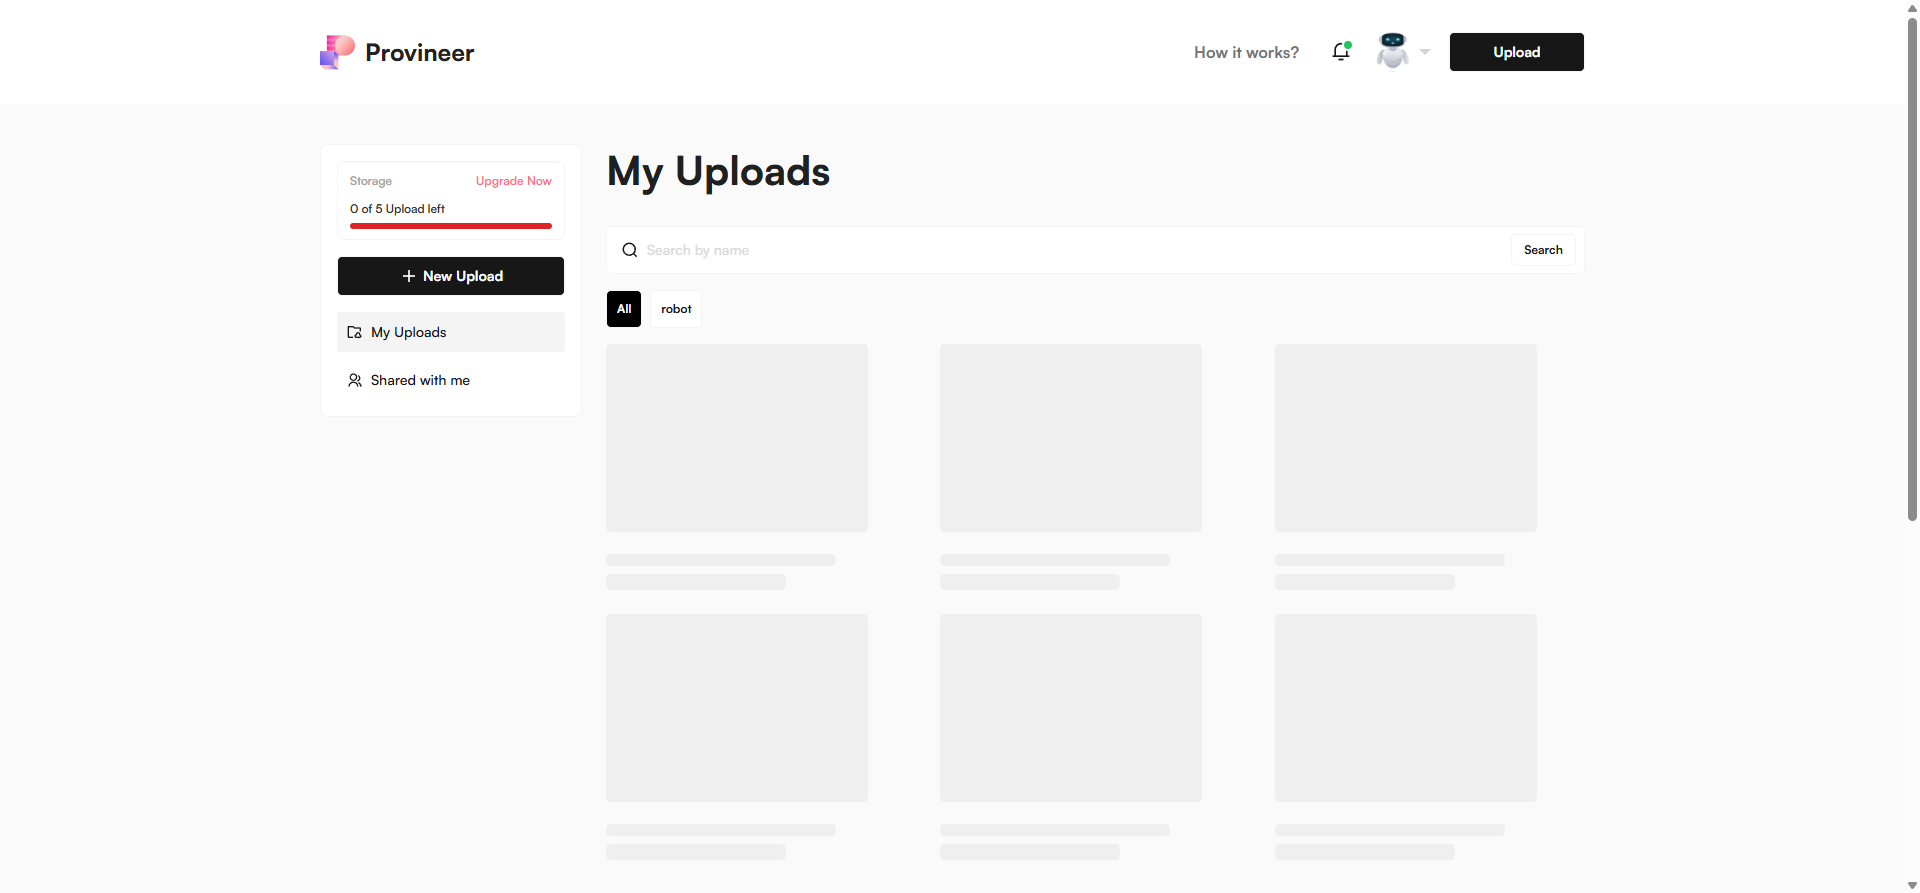 Provineer
How it works?
Upload
Storage
Upgrade Now
0 of 5 Upload left
New Upload
My Uploads
Shared with me
My Uploads
Search by name
Search
All
robot